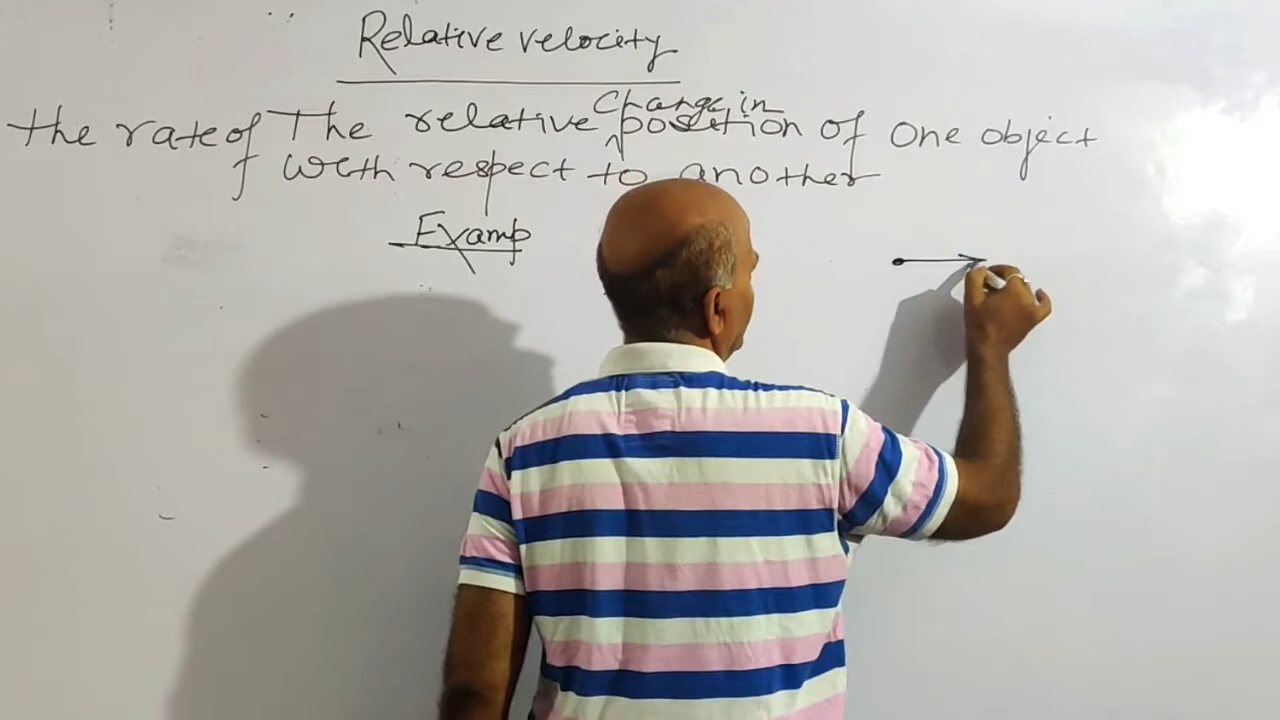 Relative velocity
the rate of The relative change in position of one object
with respect to another
Examp